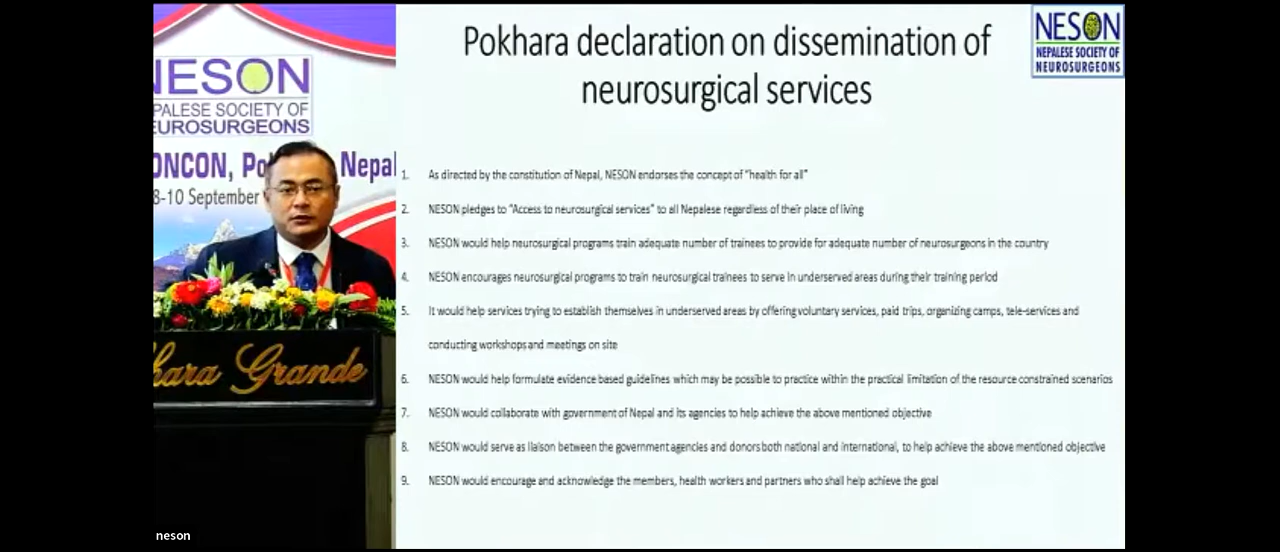 NESON
PALESE SOCIETY OF
EUROSURGEONS
ONCON, Po Nepal
8-10 September
hara Grande
neson
Pokhara declaration on dissemination of
neurosurgical services
NESON
NEPALESE SOCIETY OF
NEUROSURGEONS
1. As directed by the constitution of Nepal, NESON endorses the concept of "health for all"
2. NESON pledges to "Access to neurosurgical services" to all Nepalese regardless of their place of living
3. NESON would help neurosurgical programs train adequate number of trainees to provide for adequate number of neurosurgeons in the country
4. NESON encourages neurosurgical programs to train neurosurgical trainees to serve in underserved areas during their training period
5. It would help services trying to establish themselves in underserved areas by offering voluntary services, paid trips, organizing camps, tele-services and
conducting workshops and meetings on site
6. NESON would help formulate evidence based guidelines which may be possible to practice within the practical limitation of the resource constrained scenarios
7. NESON would collaborate with government of Nepal and its agencies to help achieve the above mentioned objective
8. NESON would serve as liaison between the government agencies and donors both national and international, to help achieve the above mentioned objective
9. NESON would encourage and acknowledge the members, health workers and partners who shall help achieve the goal